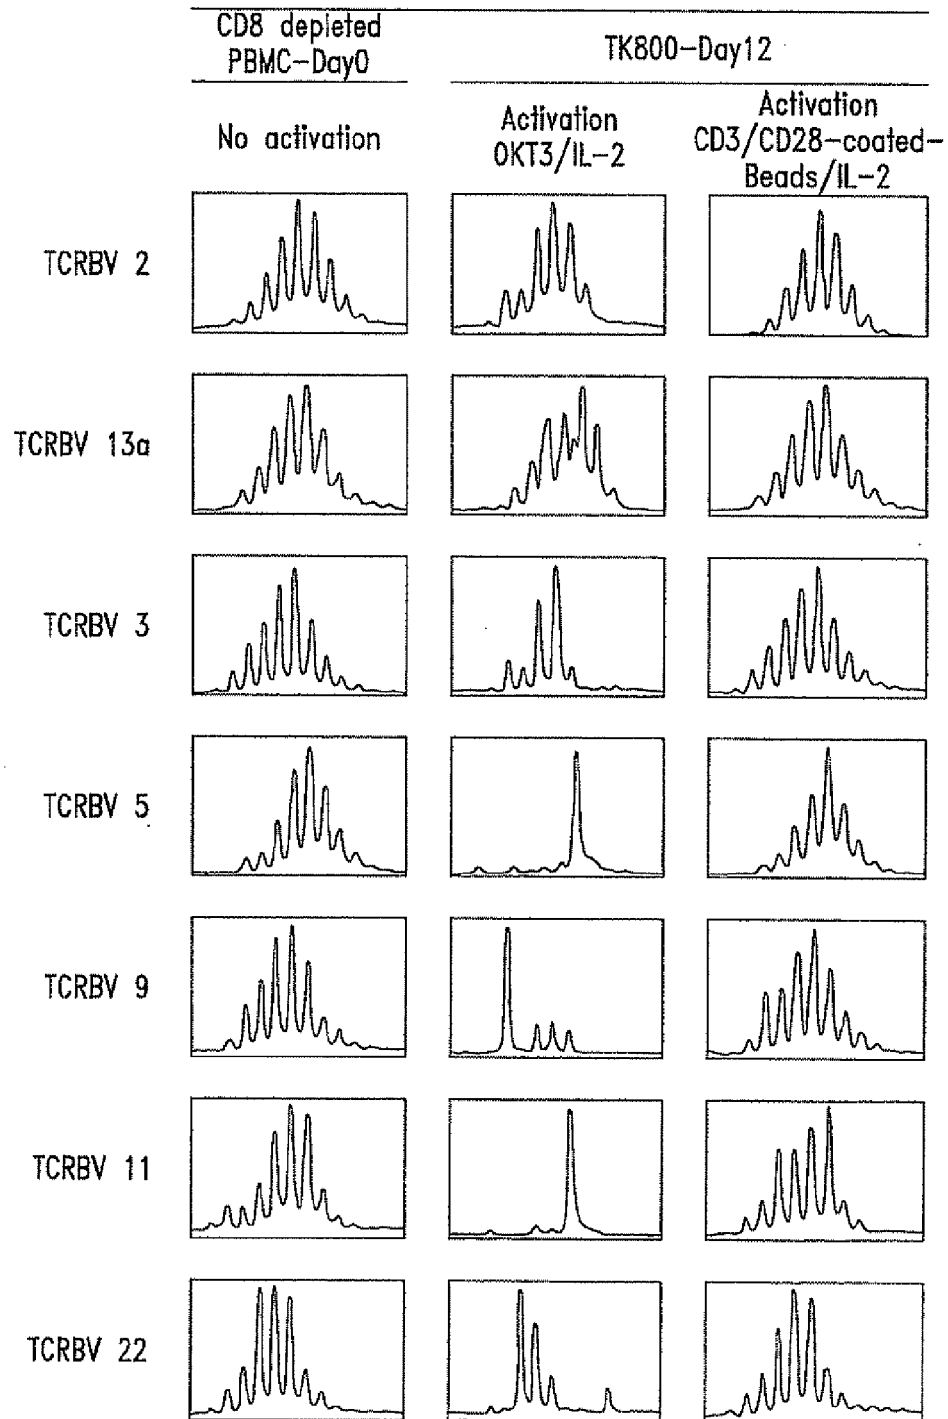 CD8 depleted
PBMC-Day0
TK800-Day12
No activation
Activation
OKT3/IL-2
Activation
CD3/CD28-coated-
Beads/IL-2
TCRBV 2
TCRBV 13a
TCRBV 3
TCRBV 5
TCRBV 9
TCRBV 11
TCRBV 22